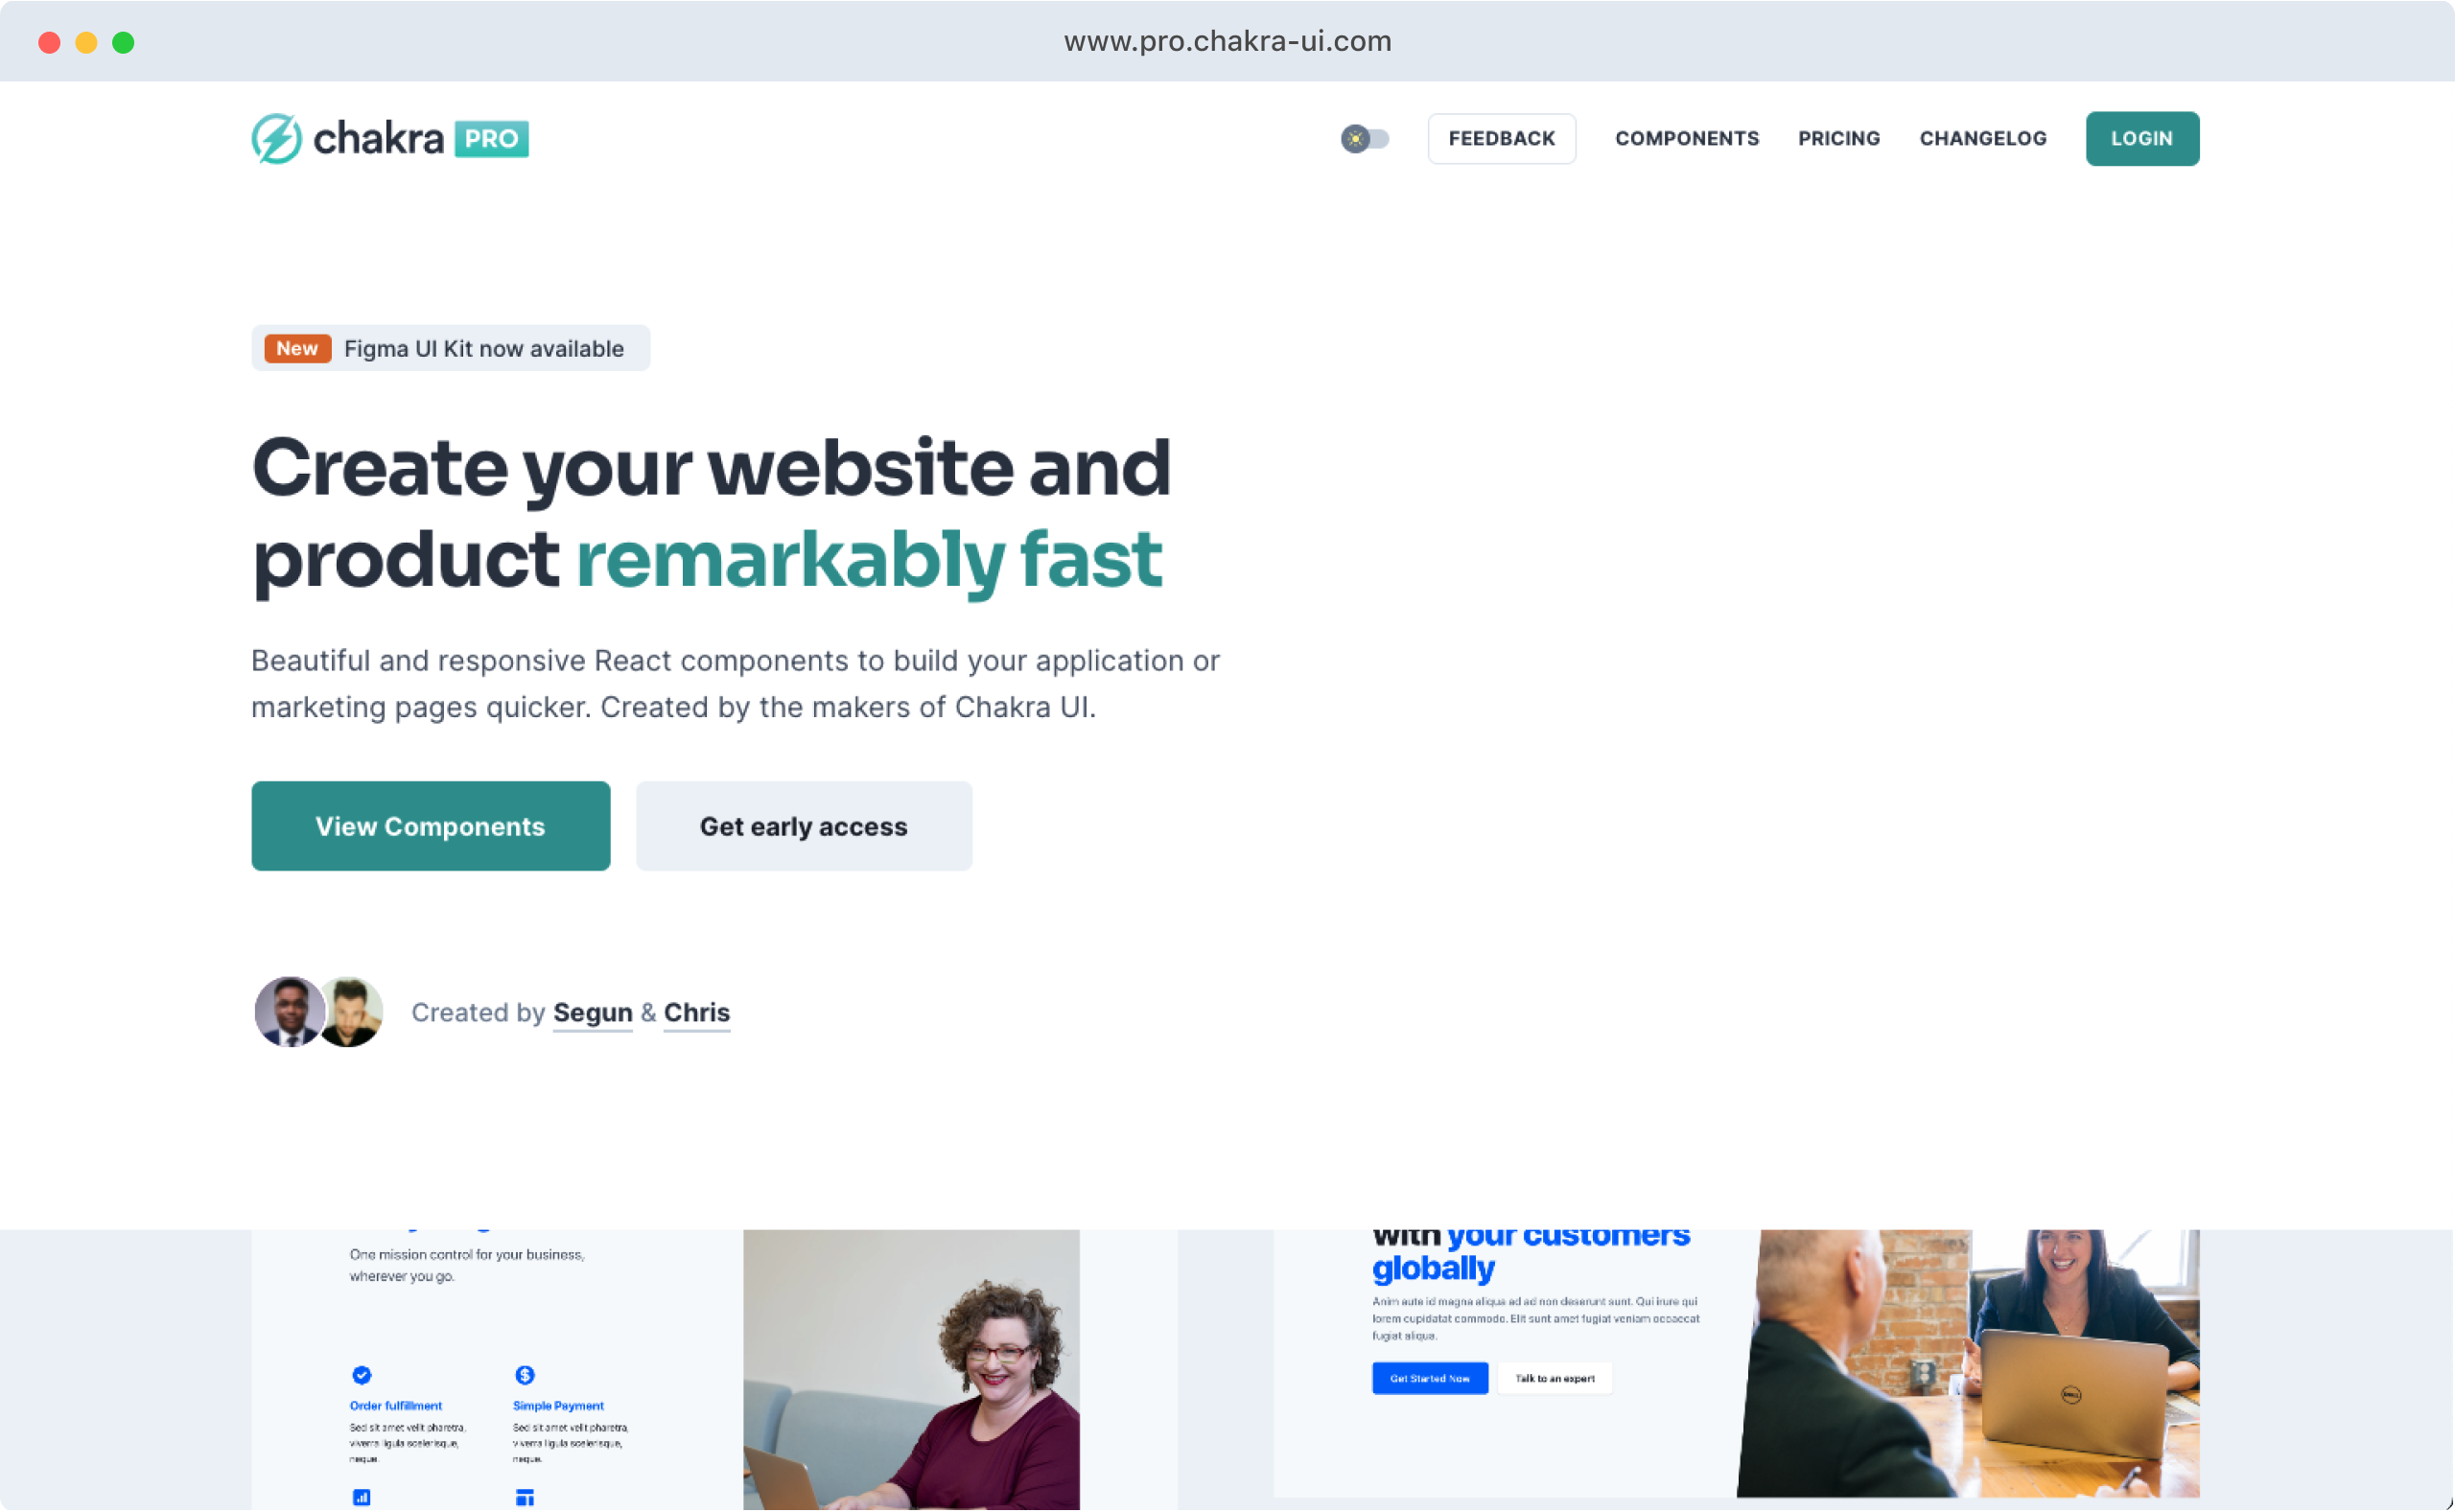 www.pro.chakra-ui.com
chakra PRO
FEEDBACK
COMPONENTS
PRICING
CHANGELOG
LOGIN
New Figma UI Kit now available
Create your website and
product remarkably fast
Beautiful and responsive React components to build your application or
marketing pages quicker. Created by the makers of Chakra UI.
View Components
Get early access
Created by Segun & Chris
One mission control for your business,
wherever you go.
Order fulfillment
Sed sit amet velit pharetra,
viverra ligula scelerisque,
neque.
Simple Payment
Sed sit amet velit pharetra,
viverra ligula scelerisque,
neque.
with your customers
globally
Anim aute id magna aliqua ad ad non deserunt sunt. Qui irure qui
lorem cupidatat commodo. Elit sunt amet fugiat veniam occaecat
fugiat aliqua.
Get Started Now
Talk to an expert
DELL